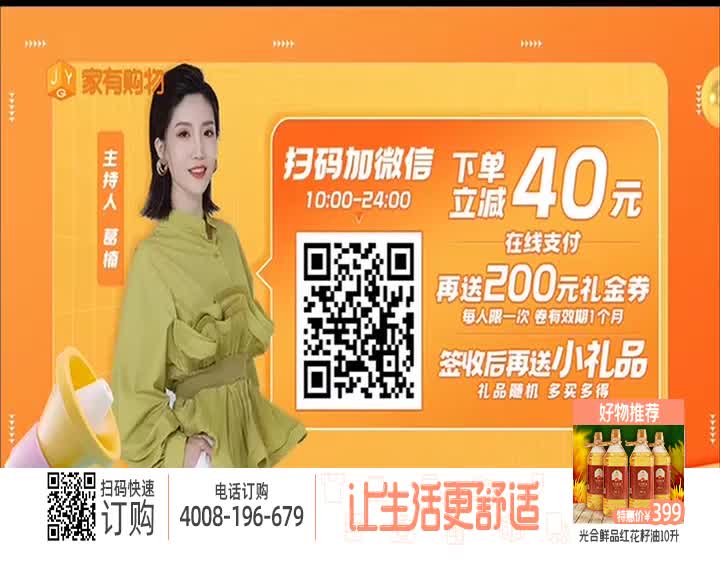 JYG 家有购物
主持人 葛楠
扫码加微信
10:00-24:00
下单
立减40元
在线支付
再送200元礼金券
每人限一次 卷有效期1个月
签收后再送小礼品
礼品随机 多买多得
好物推荐
特惠价¥399
光合鲜品红花籽油10升
扫码快速
订购
电话订购
4008-196-679
让生活更舒适